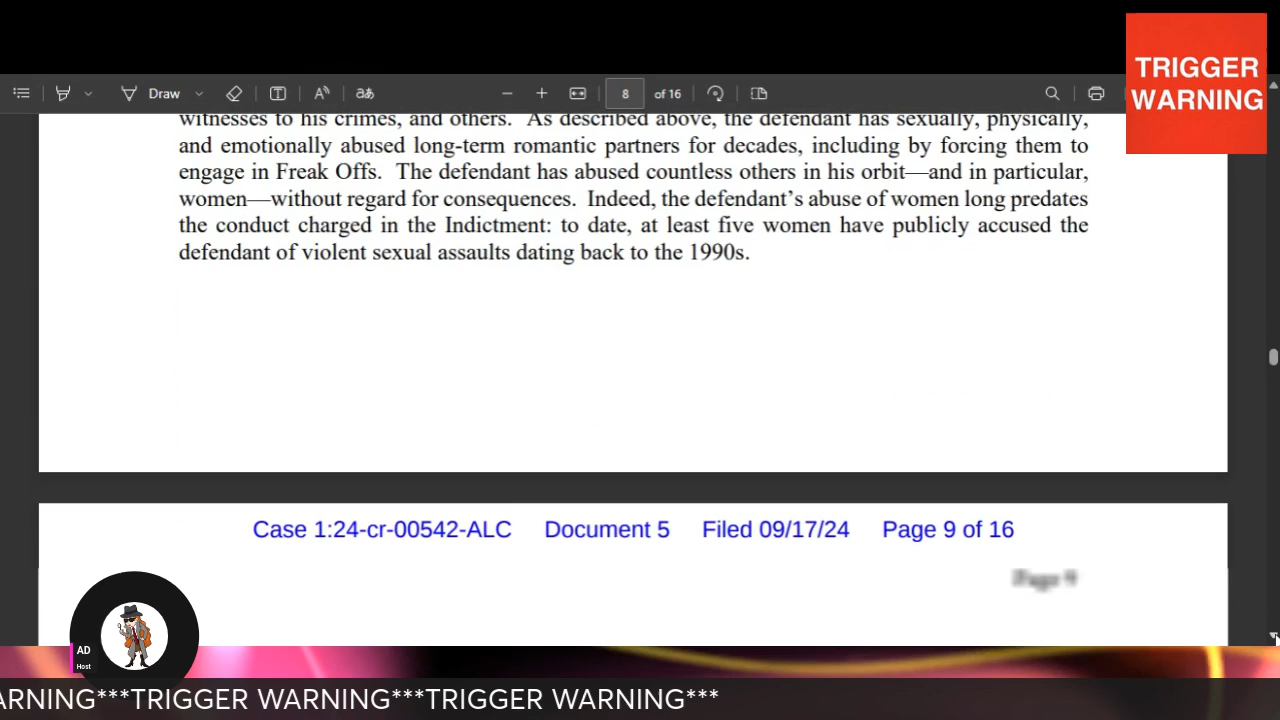 TRIGGER
WARNING
Draw
8 of 16
witnesses to his crimes, and others. As described above, the defendant has sexually, physically,
and emotionally abused long-term romantic partners for decades, including by forcing them to
engage in Freak Offs. The defendant has abused countless others in his orbit—and in particular,
women—without regard for consequences. Indeed, the defendant's abuse of women long predates
the conduct charged in the Indictment: to date, at least five women have publicly accused the
defendant of violent sexual assaults dating back to the 1990s.
Case 1:24-cr-00542-ALC Document 5 Filed 09/17/24 Page 9 of 16
Page 9
AD
Host
ARNING***TRIGGER WARNING***TRIGGER WARNING***